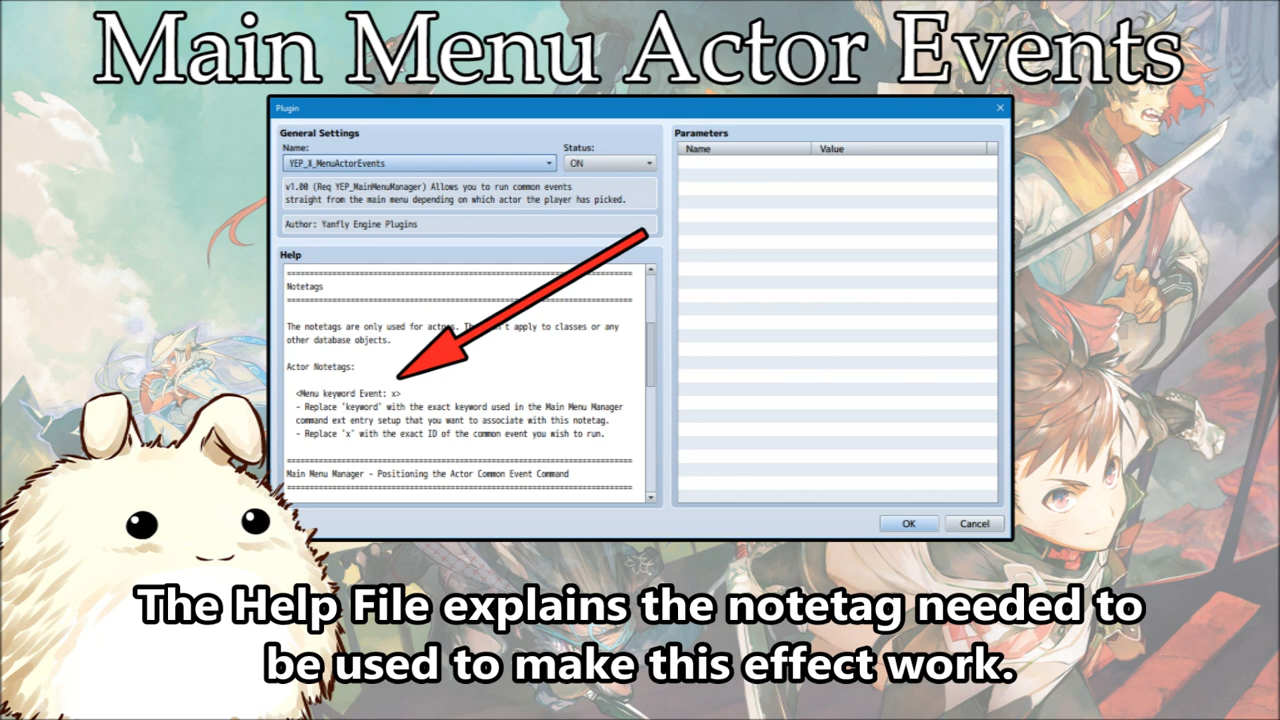 Main Menu Actor Events
Plugin
General Settings
Name:
Status:
YEP_X_MenuActorEvents
ON
v1.00 (Req YEP_MainMenuManager) Allows you to run common events
straight from the main menu depending on which actor the player has picked.
Author: Yanfly Engine Plugins
Help
================================================================================
Notetags
================================================================================
The notetags are only used for actors. They apply to classes or any
other database objects.
Actor Notetags:
<Menu keyword Event: x>
- Replace 'keyword' with the exact keyword used in the Main Menu Manager
command ext entry setup that you want to associate with this notetag.
- Replace 'x' with the exact ID of the common event you wish to run.
================================================================================
Main Menu Manager - Positioning the Actor Common Event Command
================================================================================
Parameters
Name
Value
OK
Cancel
The Help File explains the notetag needed to
be used to make this effect work.